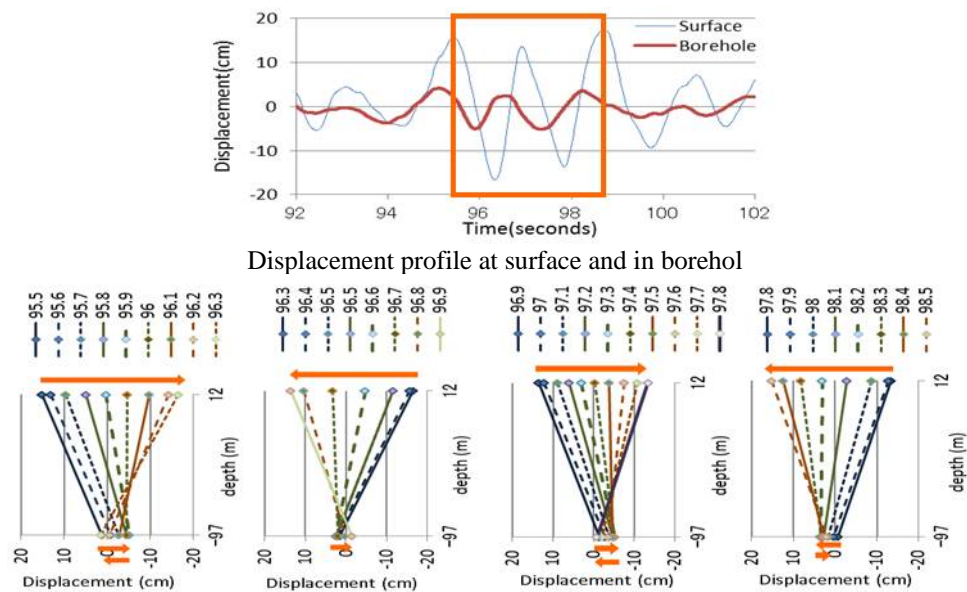 20
10
0
-10
-20
Displacement(cm)
Surface
Borehole
92 94 96 98 100 102
Time(seconds)
Displacement profile at surface and in borehol
95.5 95.6 95.7 95.8 95.9 96 96.1 96.2 96.3
96.3 96.4 96.5 96.5 96.6 96.7 96.8 96.9
96.9 97 97.1 97.2 97.3 97.4 97.5 97.6 97.7 97.8
97.8 97.9 98 98.1 98.2 98.3 98.4 98.5
12 12 12 12
depth (m) depth (m) depth (m) depth (m)
-97 -97 -97 -97
20 10 0 -10 -20
20 10 0 -10 -20
20 10 0 -10 -20
20 10 0 -10 -20
Displacement (cm) Displacement (cm) Displacement (cm) Displacement (cm)